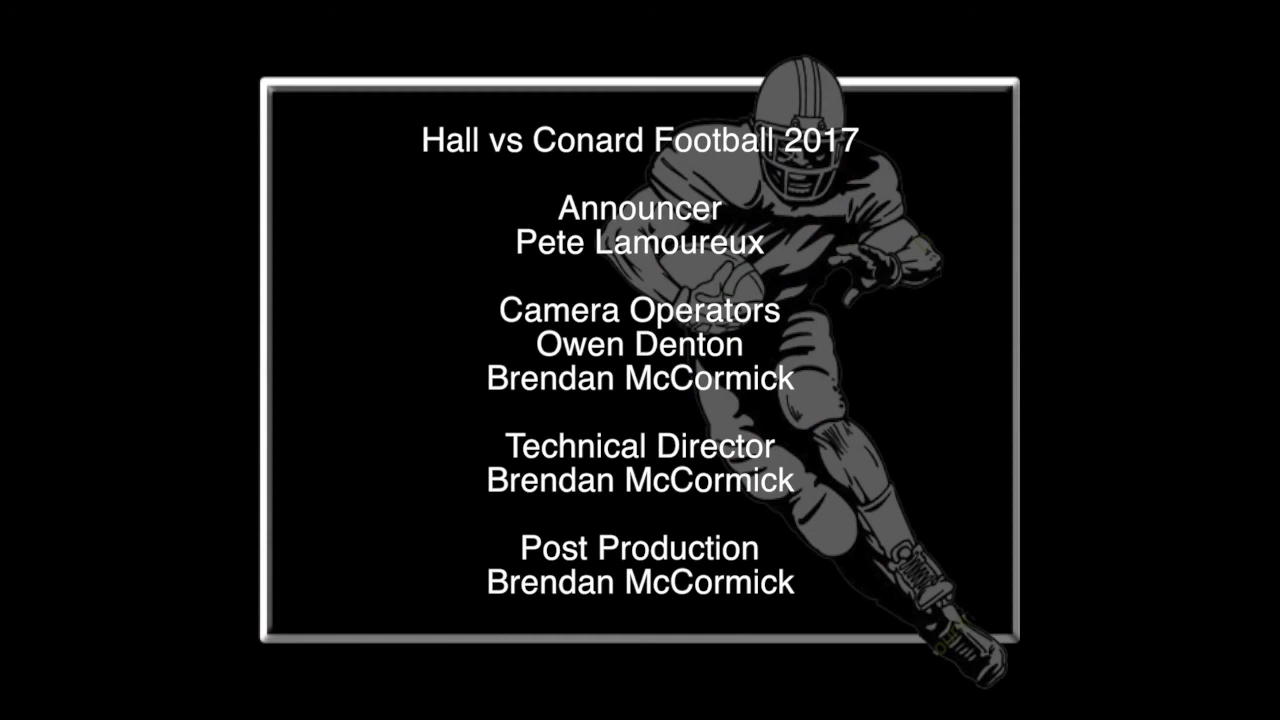 Hall vs Conard Football 2017
Announcer
Pete Lamoureux
Camera Operators
Owen Denton
Brendan McCormick
Technical Director
Brendan McCormick
Post Production
Brendan McCormick